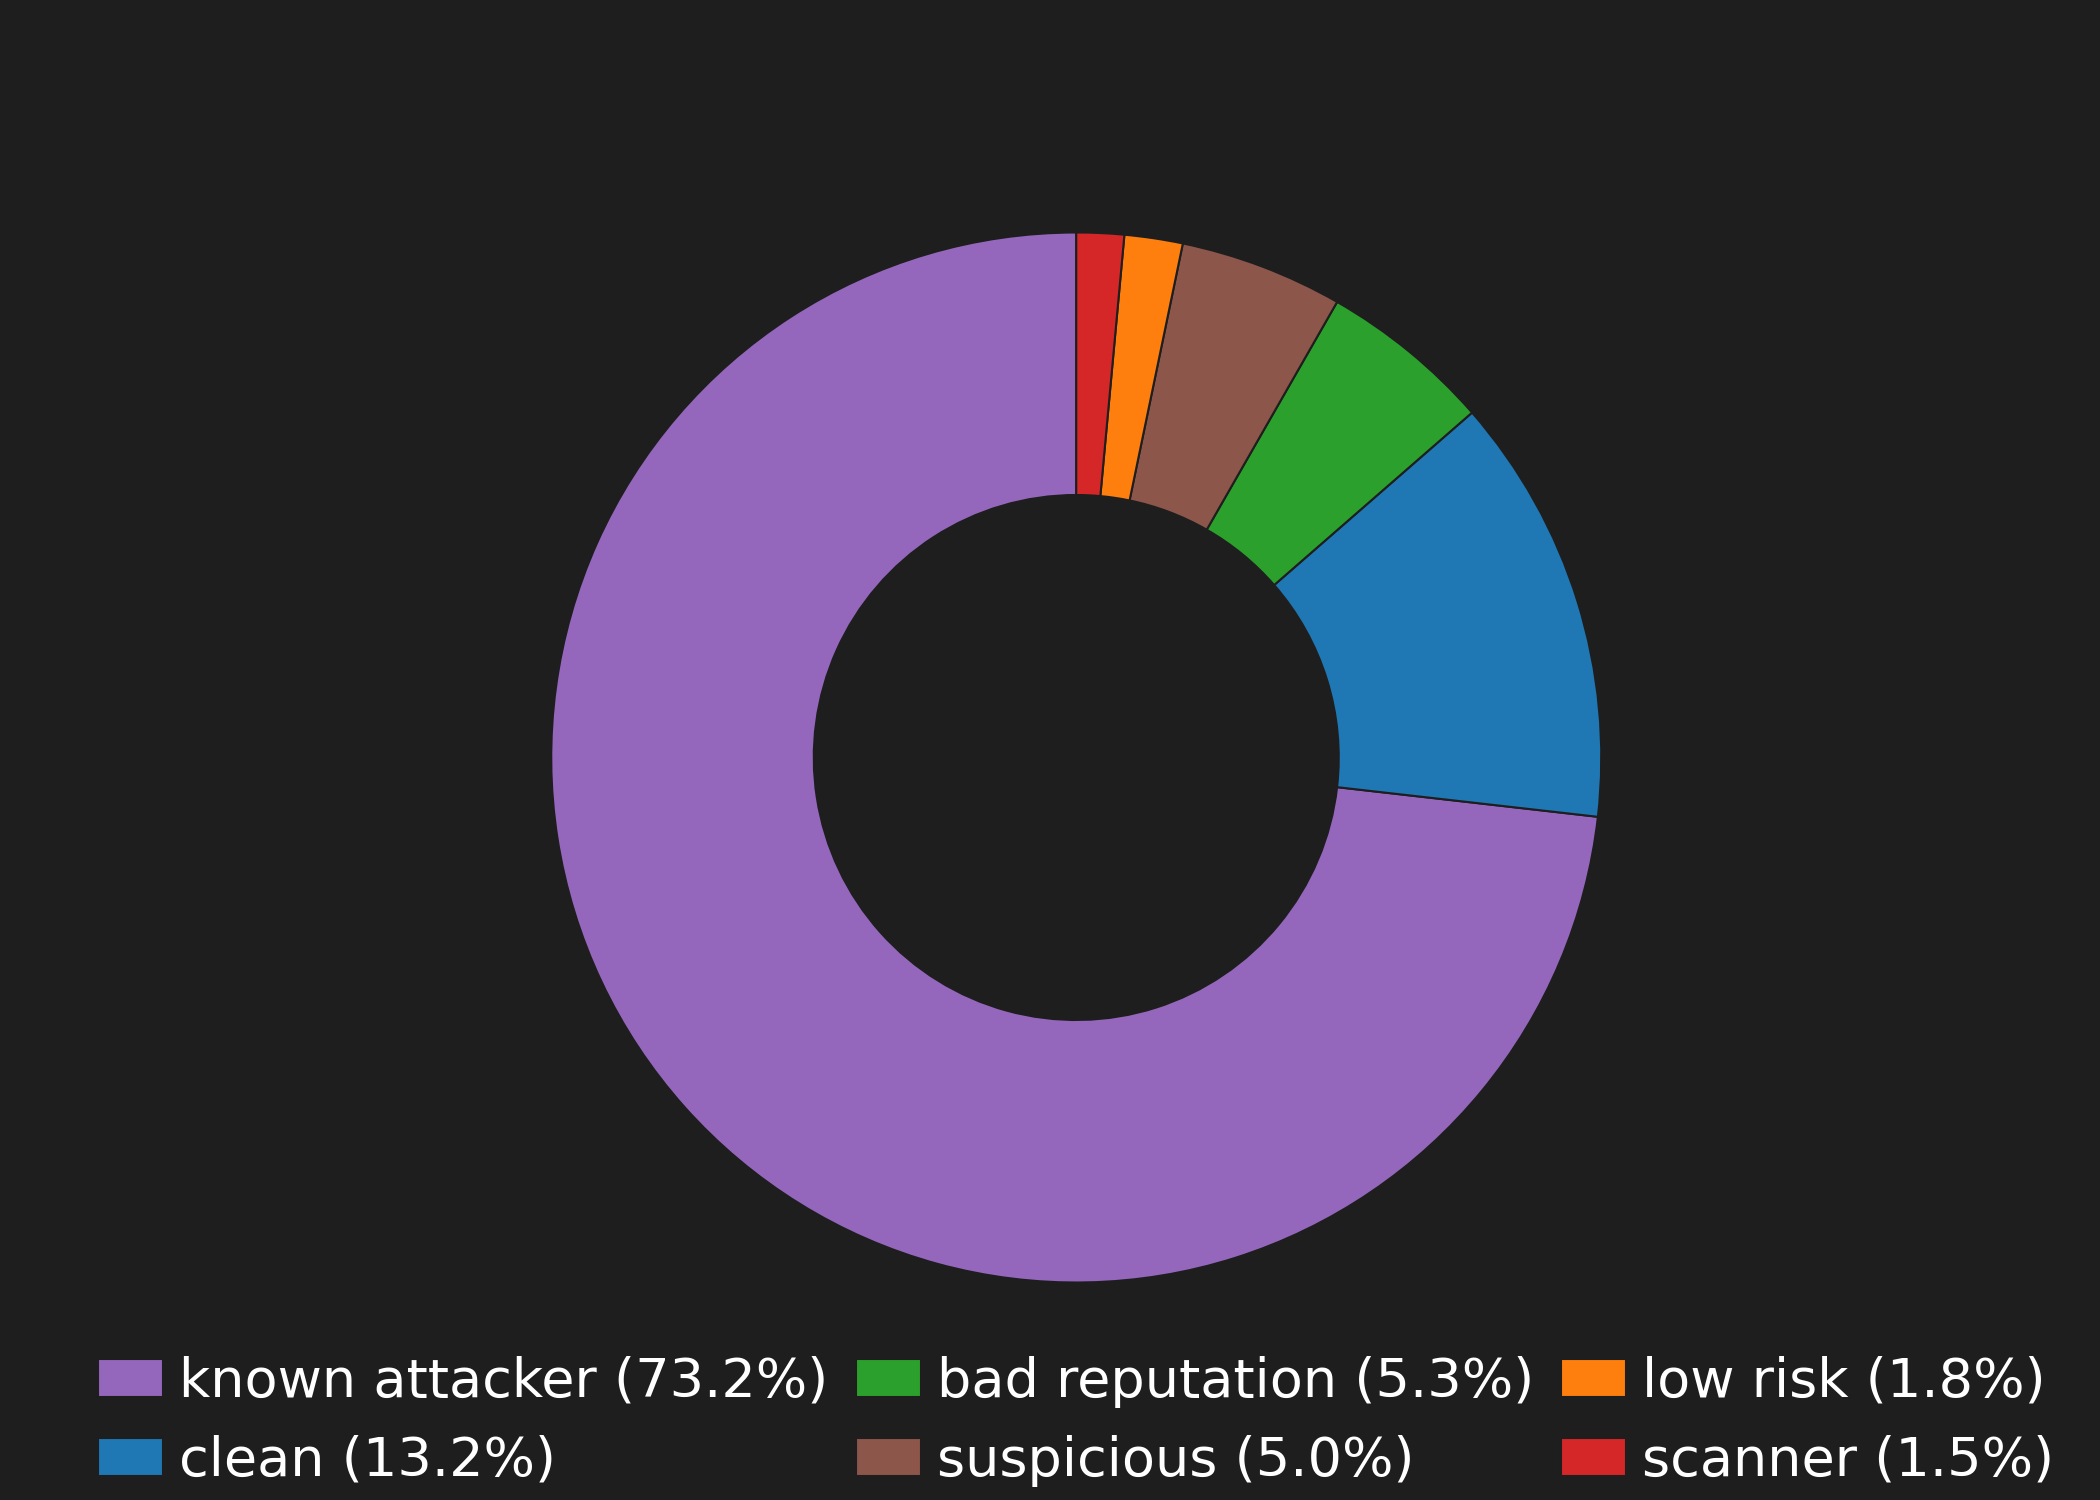 known attacker (73.2%) bad reputation (5.3%) low risk (1.8%)
clean (13.2%) suspicious (5.0%) scanner (1.5%)